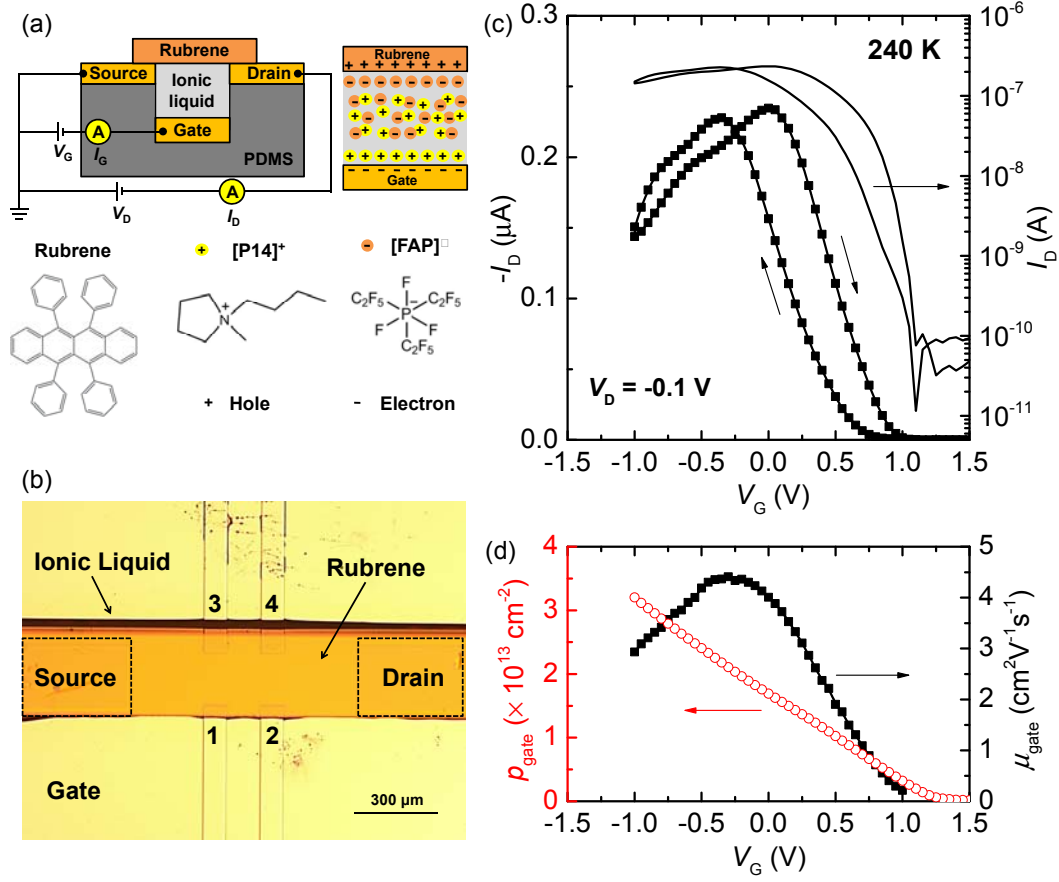 (a)
Rubrene
Source
Ionic
liquid
Drain
Gate
PDMS
A
V_G
I_G
V_D
A
I_D
Rubrene
+ + + + + + +
Gate
− − − − − − −
Rubrene
+ [P14]⁺
− [FAP]□
N
+
F
C₂F₅
−
C₂F₅
P
F
F
C₂F₅
+ Hole
- Electron
(b)
Ionic Liquid
Rubrene
3
4
Source
Drain
1
2
Gate
300 µm
(c)
240 K
V_D = -0.1 V
-I_D (µA)
0.3
0.2
0.1
0.0
I_D (A)
10⁻⁶
10⁻⁷
10⁻⁸
10⁻⁹
10⁻¹⁰
10⁻¹¹
-1.5 -1.0 -0.5 0.0 0.5 1.0 1.5
V_G (V)
(d)
p_gate (× 10¹³ cm⁻²)
4
3
2
1
0
µ_gate (cm²V⁻¹s⁻¹)
5
4
3
2
1
0
-1.5 -1.0 -0.5 0.0 0.5 1.0 1.5
V_G (V)